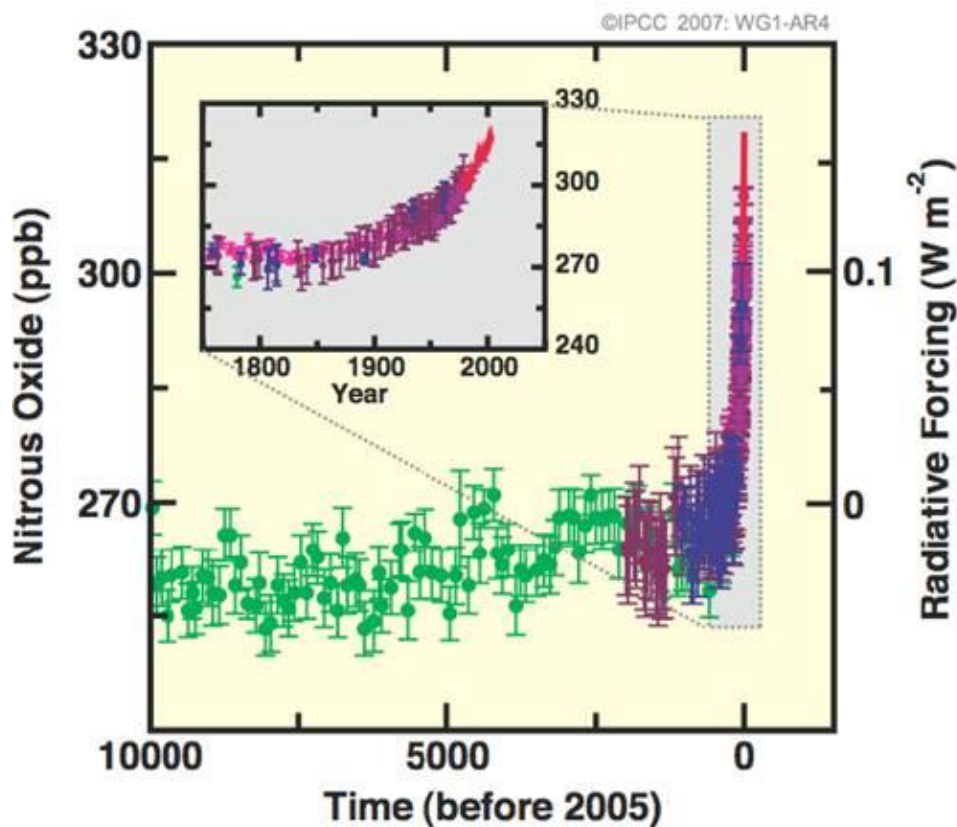 ©IPCC 2007: WG1-AR4
330
300
270
Nitrous Oxide (ppb)
330
300
270
240
1800 1900 2000
Year
0.1
0
Radiative Forcing (W m-2)
10000 5000 0
Time (before 2005)